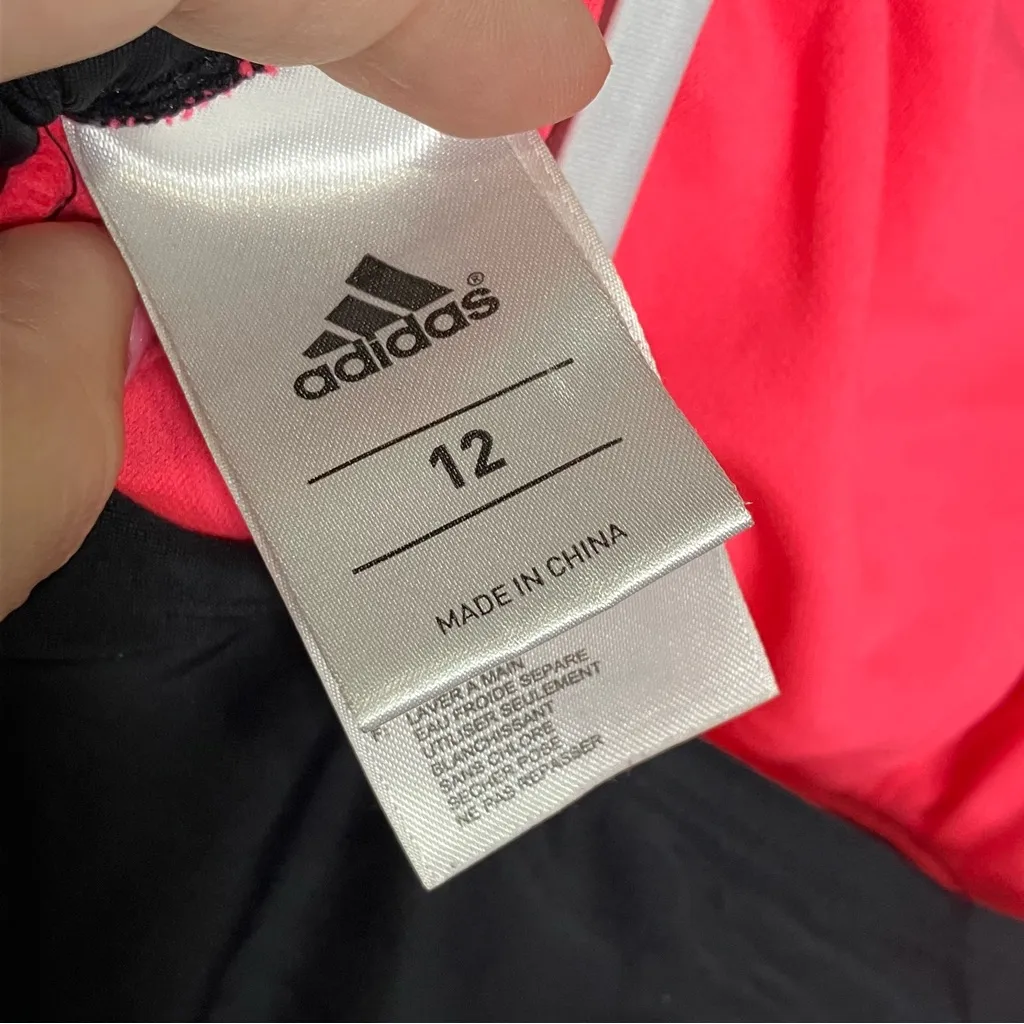 adidas®
12
MADE IN CHINA
LAVER A MAIN
F: EAU FROIDE SEPARE
UTILISER SEULEMENT
BLANCHISSANT
SANS CHLORE
SECHER POSE
NE PAS REPASSER